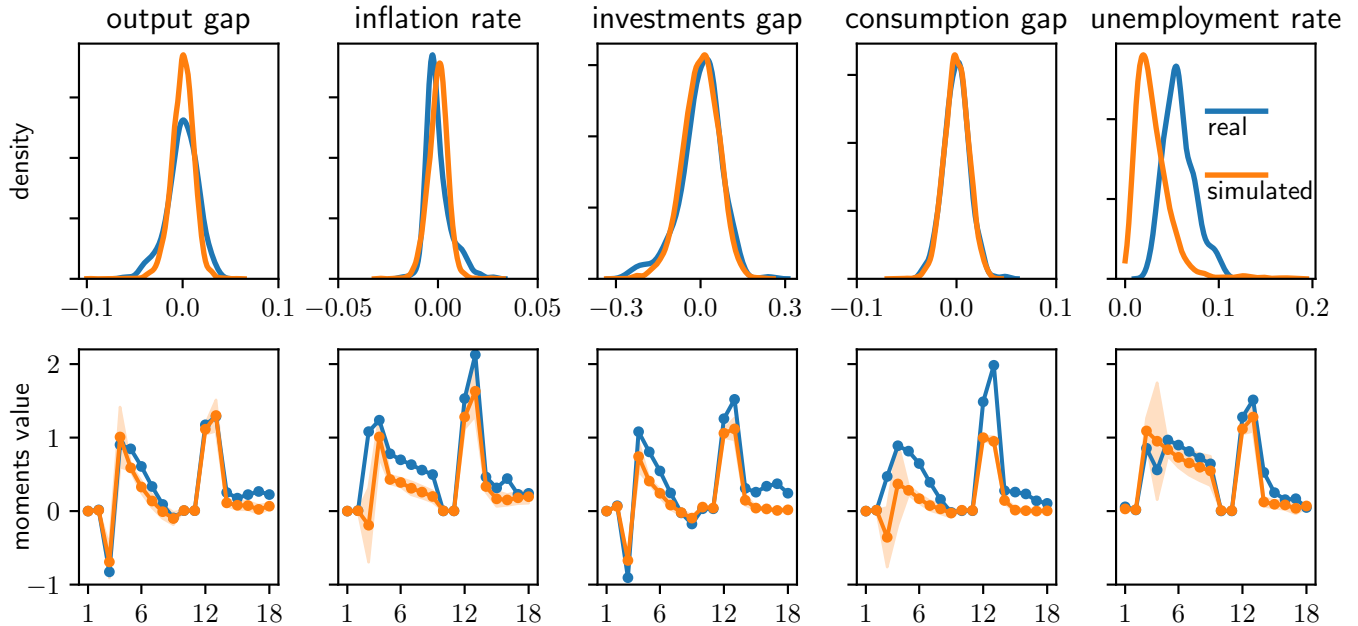 output gap inflation rate investments gap consumption gap unemployment rate
density
real
simulated
−0.1 0.0 0.1 −0.05 0.00 0.05 −0.3 0.0 0.3 −0.1 0.0 0.1 0.0 0.1 0.2
moments value
2
1
0
−1
1 6 12 18 1 6 12 18 1 6 12 18 1 6 12 18 1 6 12 18